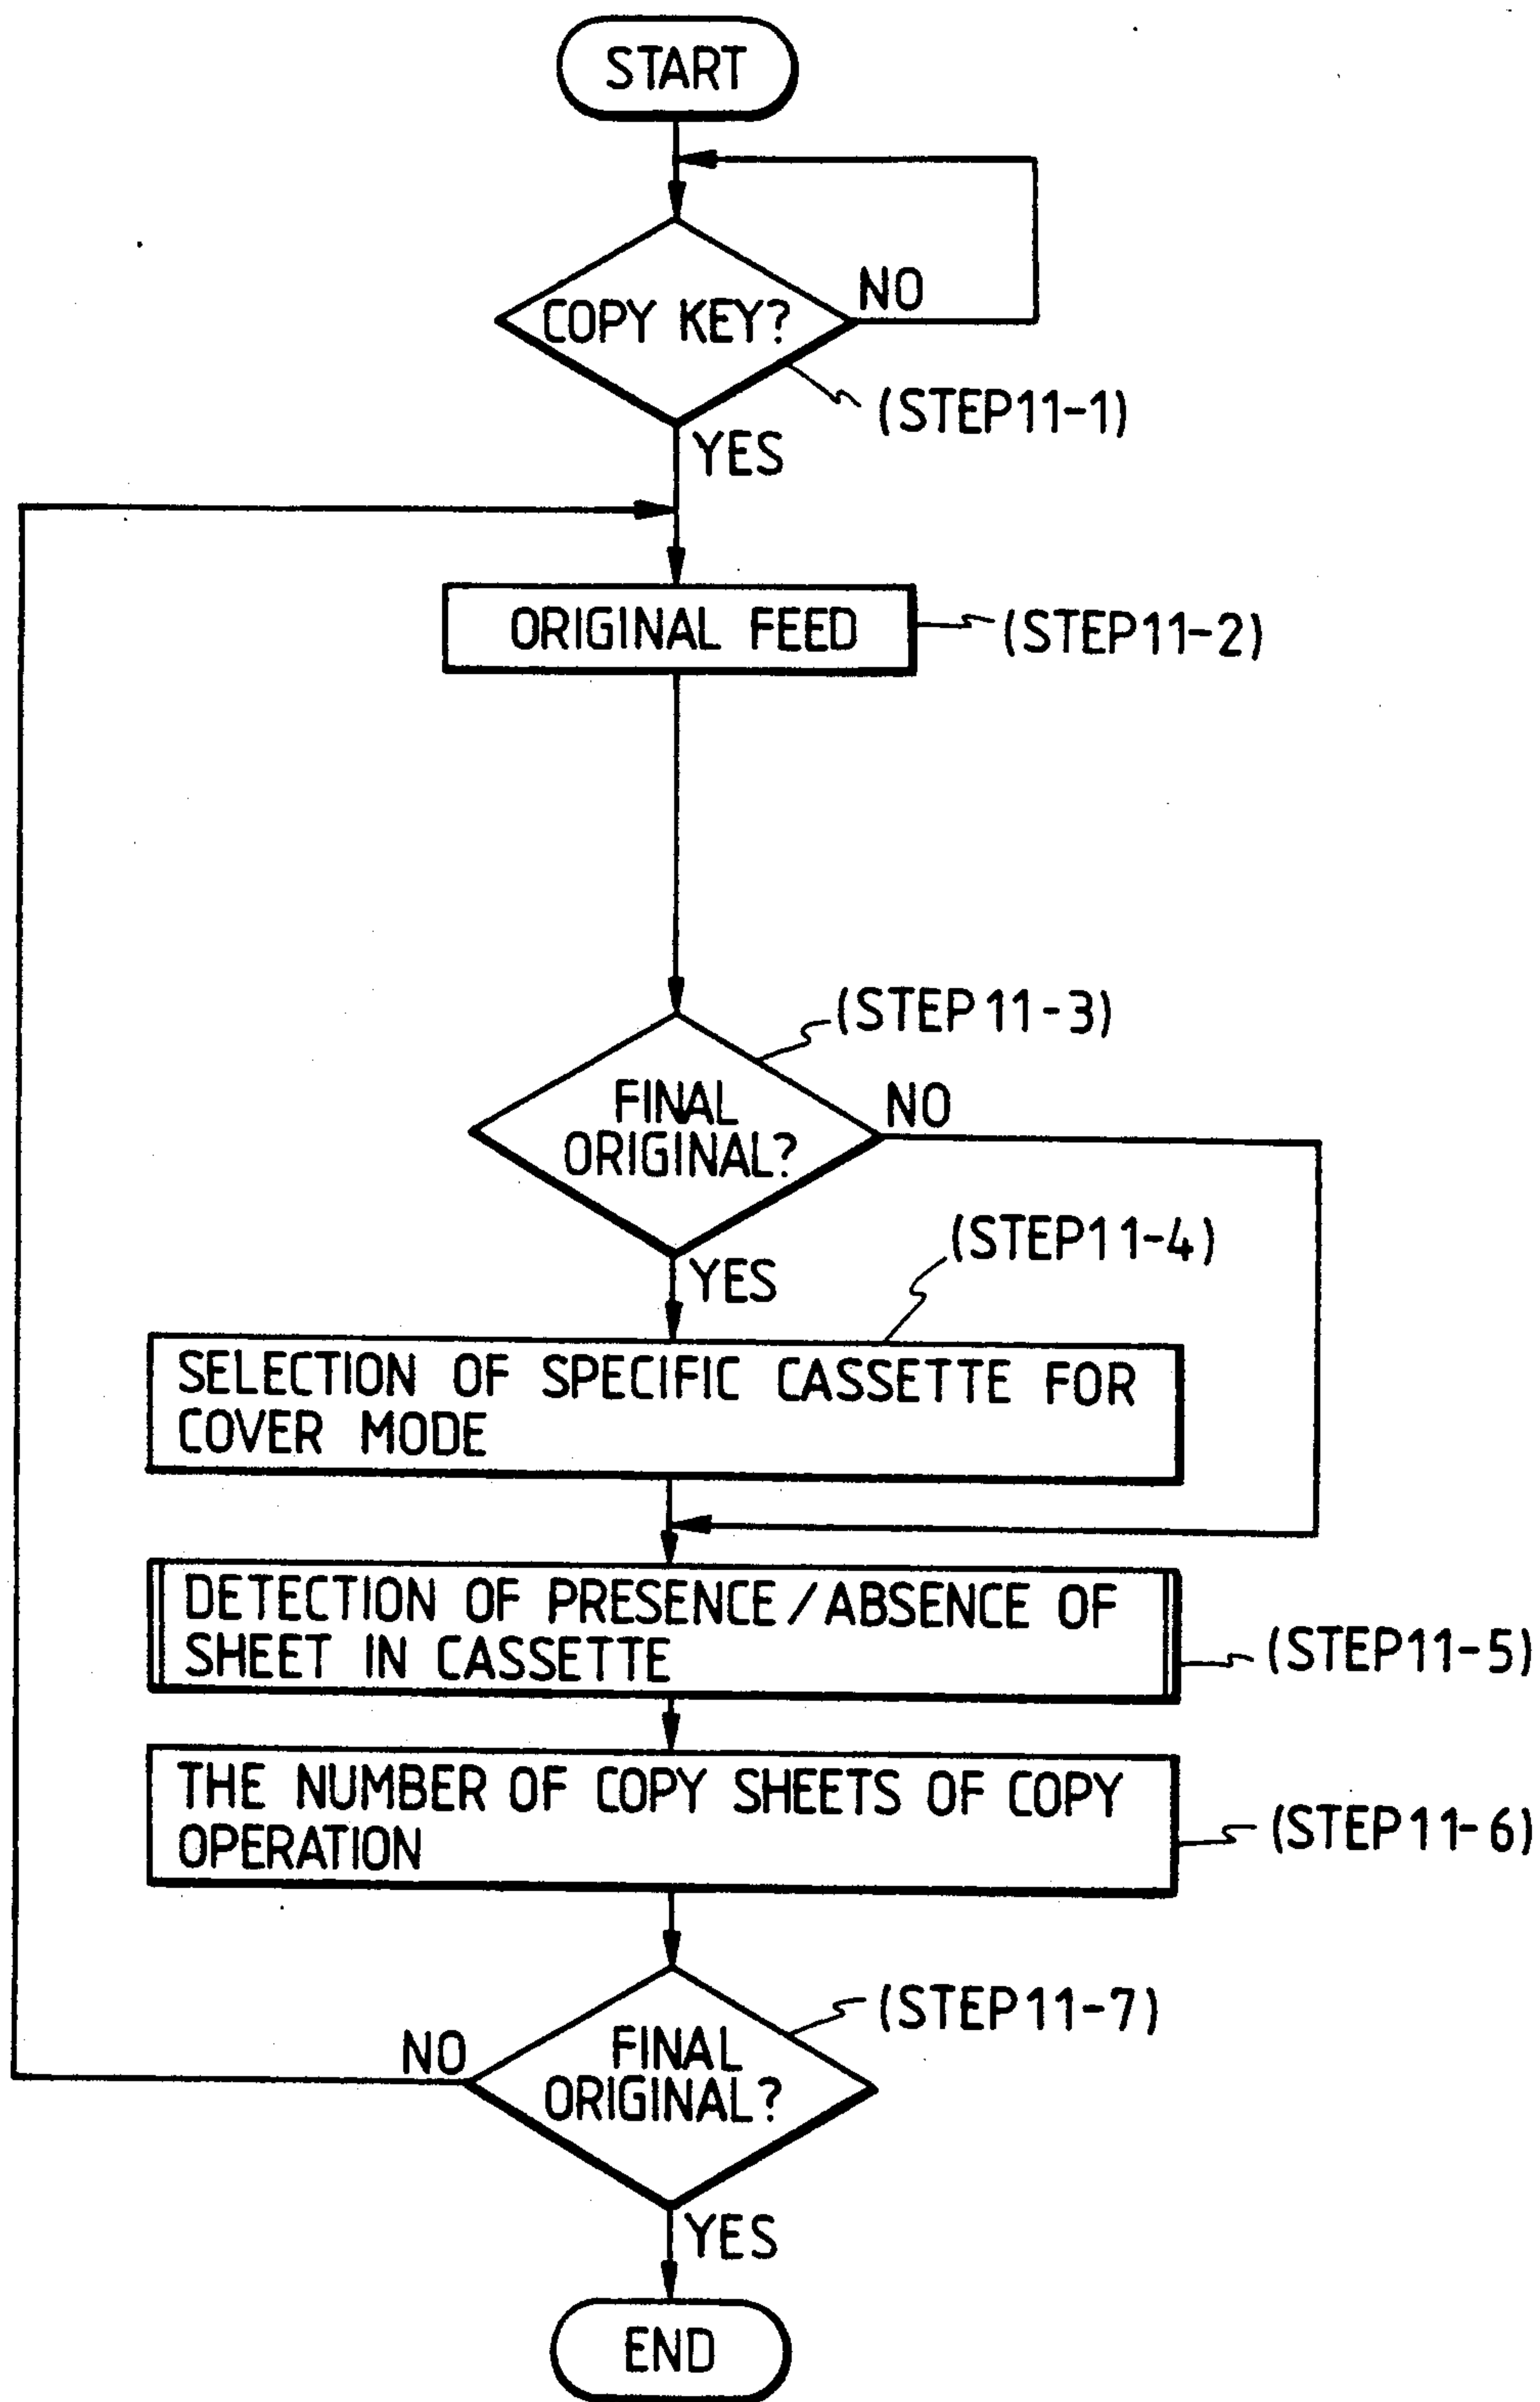 START
COPY KEY?
NO
(STEP11-1)
YES
ORIGINAL FEED
(STEP11-2)
(STEP11-3)
FINAL
ORIGINAL?
NO
(STEP11-4)
YES
SELECTION OF SPECIFIC CASSETTE FOR
COVER MODE
DETECTION OF PRESENCE/ABSENCE OF
SHEET IN CASSETTE
(STEP11-5)
THE NUMBER OF COPY SHEETS OF COPY
OPERATION
(STEP11-6)
(STEP11-7)
NO
FINAL
ORIGINAL?
YES
END